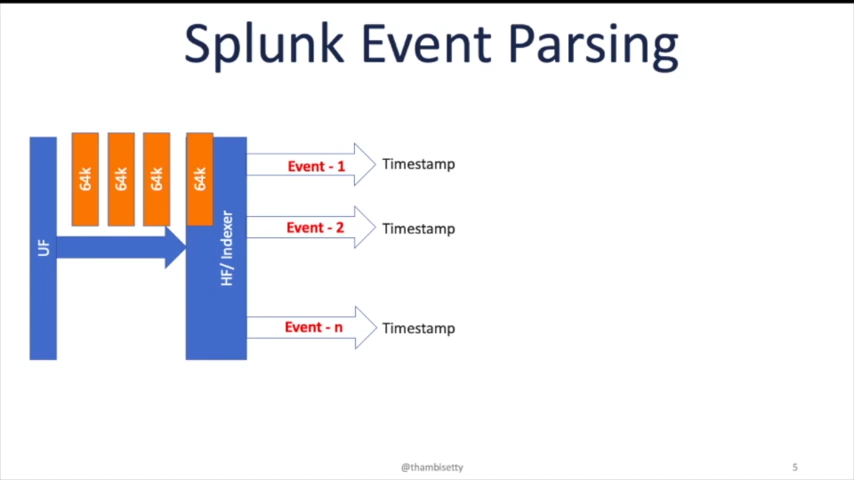 Splunk Event Parsing
64k
64k
64k
64k
UF
HF/ Indexer
Event - 1
Timestamp
Event - 2
Timestamp
Event - n
Timestamp
@thambisetty
5